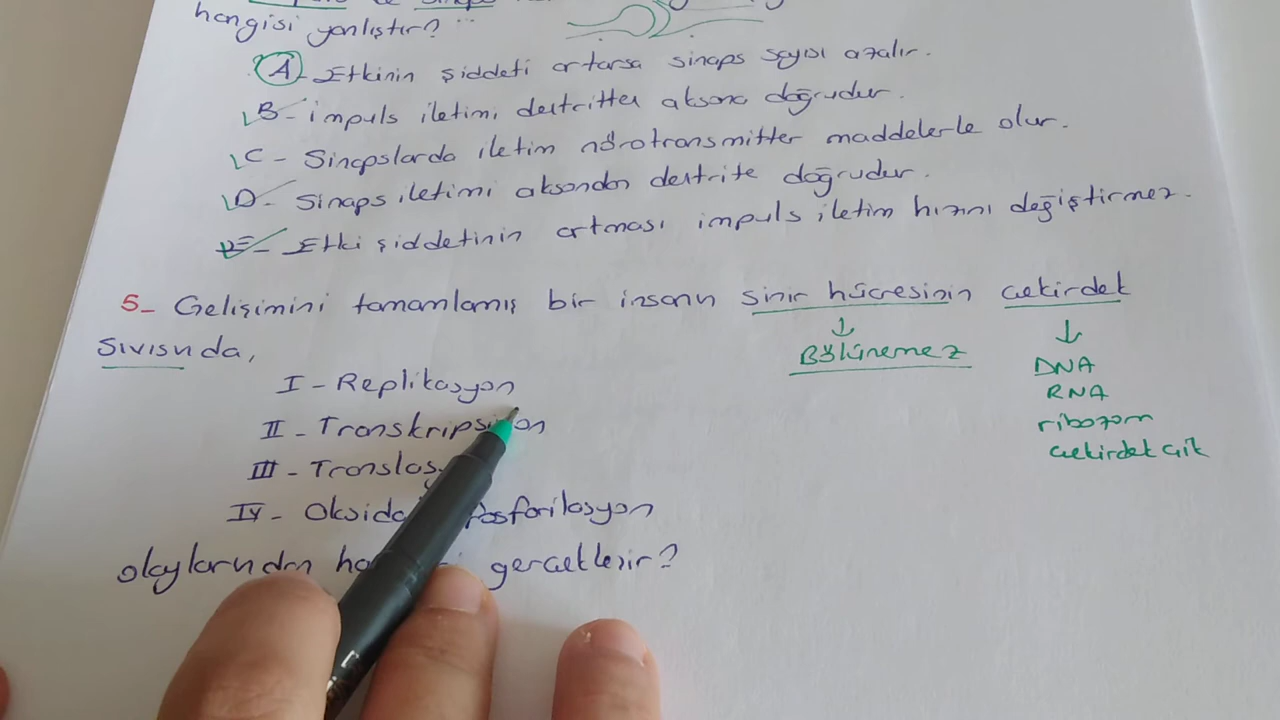 hangisi yanlıştır?
A- Etkinin şiddeti artarsa sinaps sayısı azalır.
B- impuls iletimi dentritten aksona doğrudur.
C- Sinapslarda iletim nörotransmitter maddelerle olur.
D- Sinaps iletimi aksondan dentrite doğrudur.
E- Etki şiddetinin artması impuls iletim hızını değiştirmez.
5- Gelişimini tamamlamış bir insanın sinir hücresinin çekirdek
sıvısında,
Bölünemez
DNA
RNA
ribozom
çekirdekçik
I- Replikasyon
II- Transkripsiyon
III-
IV- fosforilasyon
olaylarından gerçekleşir?